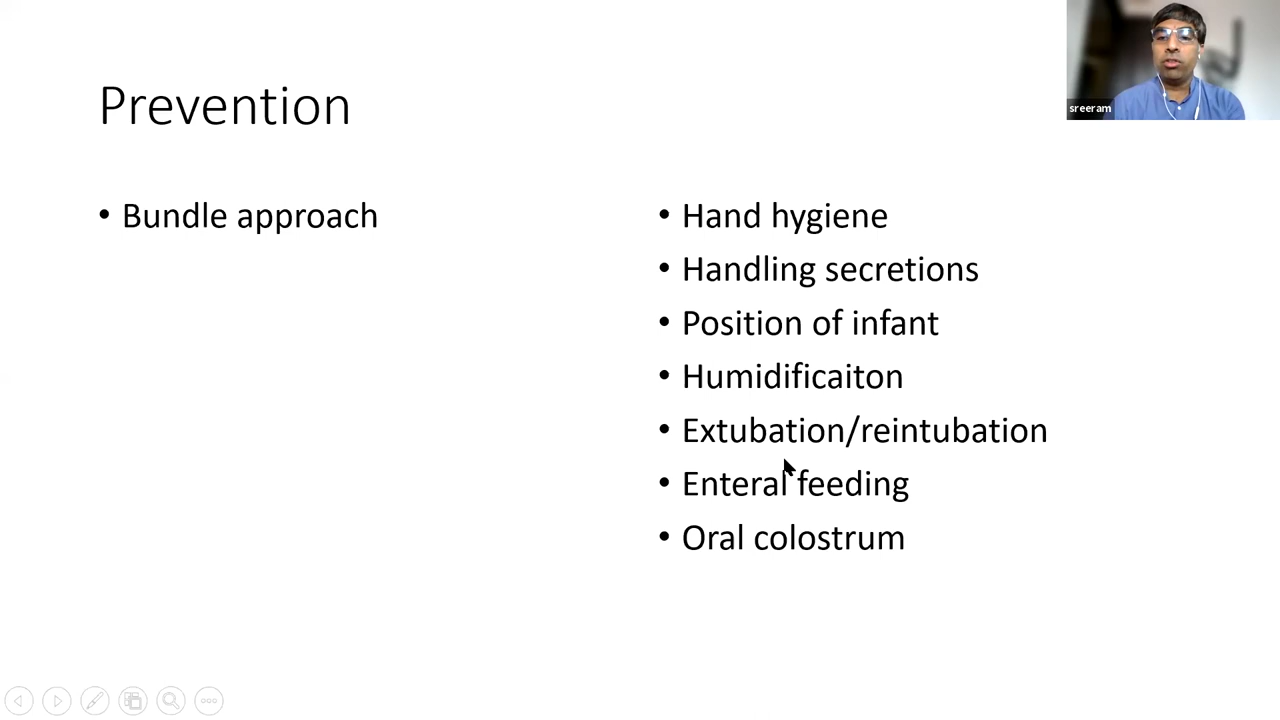 sreeram
Prevention
• Bundle approach
• Hand hygiene
• Handling secretions
• Position of infant
• Humidificaiton
• Extubation/reintubation
• Enteral feeding
• Oral colostrum